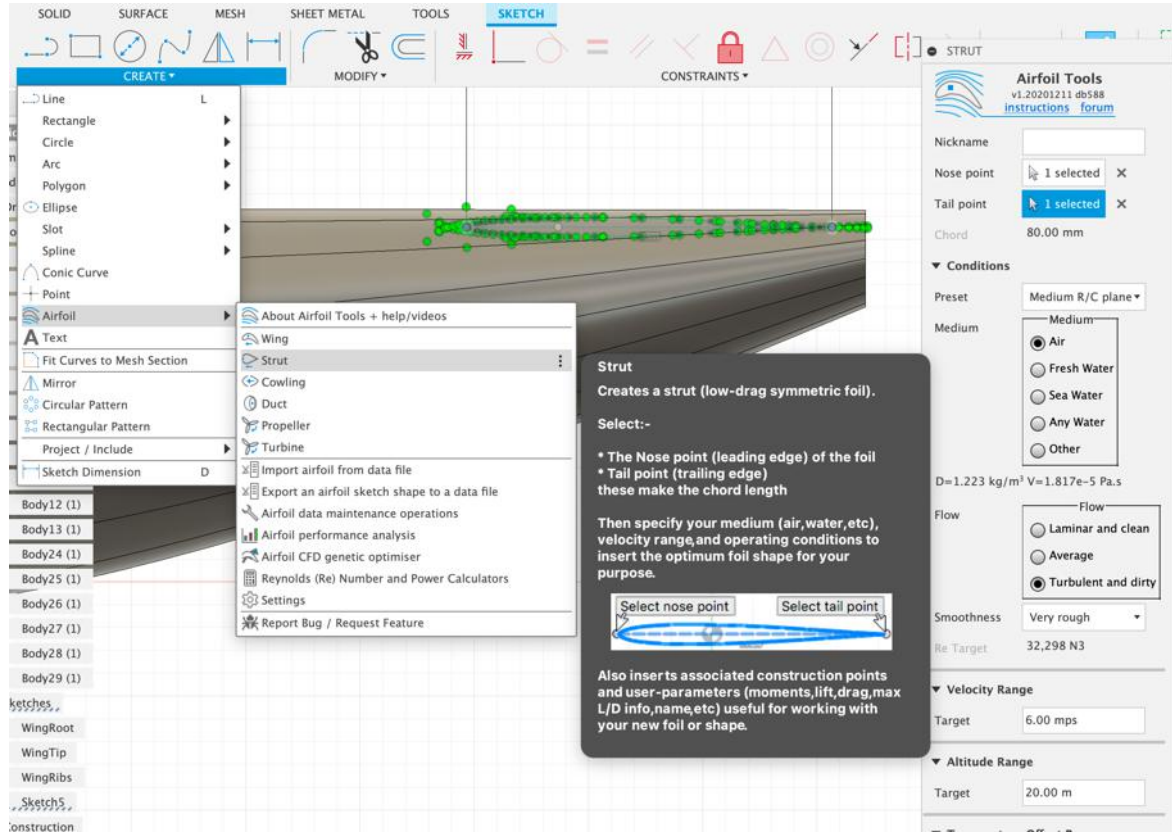 SOLID SURFACE MESH SHEET METAL TOOLS SKETCH
CREATE MODIFY CONSTRAINTS
Line L
Rectangle
Circle
Arc
Polygon
Ellipse
Slot
Spline
Conic Curve
Point
Airfoil
Text
Fit Curves to Mesh Section
Mirror
Circular Pattern
Rectangular Pattern
Project / Include
Sketch Dimension D
About Airfoil Tools + help/videos
Wing
Strut
Cowling
Duct
Propeller
Turbine
Import airfoil from data file
Export an airfoil sketch shape to a data file
Airfoil data maintenance operations
Airfoil performance analysis
Airfoil CFD genetic optimiser
Reynolds (Re) Number and Power Calculators
Settings
Report Bug / Request Feature
Body12 (1)
Body13 (1)
Body24 (1)
Body25 (1)
Body26 (1)
Body27 (1)
Body28 (1)
Body29 (1)
ketches
WingRoot
WingTip
WingRibs
Sketch5
Construction
Strut
Creates a strut (low-drag symmetric foil).
Select:-
* The Nose point (leading edge) of the foil
* Tail point (trailing edge)
these make the chord length
Then specify your medium (air,water,etc),
velocity range,and operating conditions to
insert the optimum foil shape for your
purpose.
Select nose point Select tail point
Also inserts associated construction points
and user-parameters (moments,lift,drag,max
L/D info,name,etc) useful for working with
your new foil or shape.
STRUT
Airfoil Tools
v1.20201211 db588
instructions forum
Nickname
Nose point 1 selected
Tail point 1 selected
Chord 80.00 mm
Conditions
Preset Medium R/C plane
Medium Medium
Air
Fresh Water
Sea Water
Any Water
Other
D=1.223 kg/m³ V=1.817e-5 Pa.s
Flow Flow
Laminar and clean
Average
Turbulent and dirty
Smoothness Very rough
Re Target 32,298 N3
Velocity Range
Target 6.00 mps
Altitude Range
Target 20.00 m